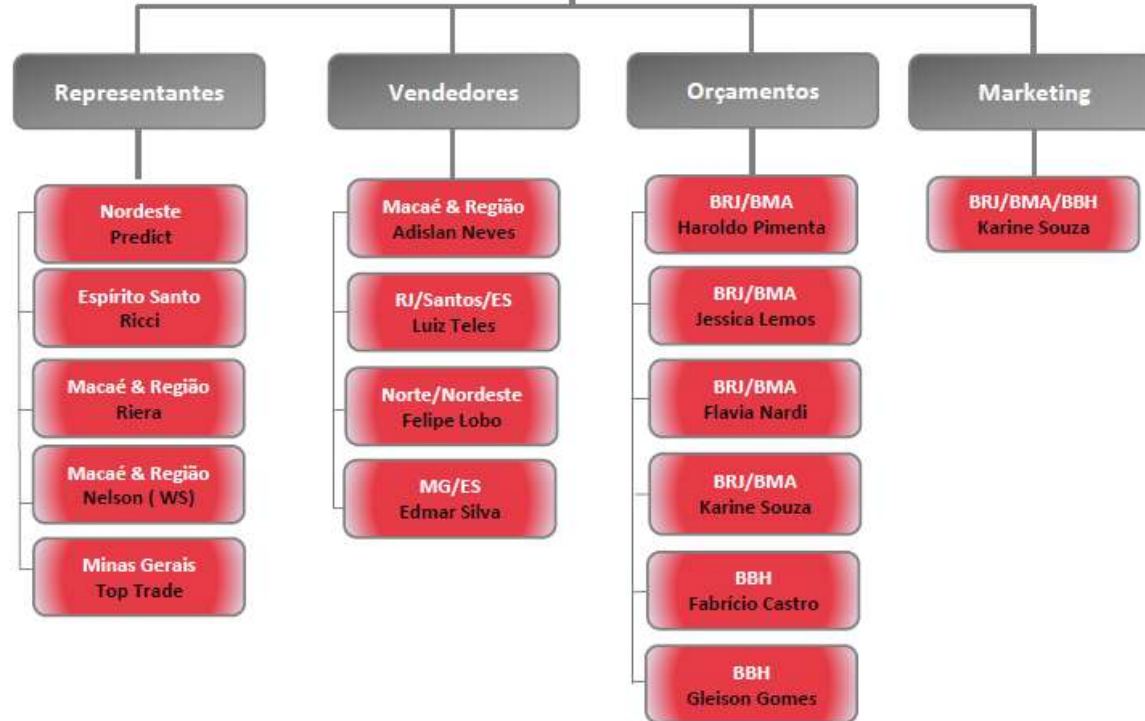 Representantes
Nordeste
Predict
Espírito Santo
Ricci
Macaé & Região
Riera
Macaé & Região
Nelson ( WS)
Minas Gerais
Top Trade
Vendedores
Macaé & Região
Adislan Neves
RJ/Santos/ES
Luiz Teles
Norte/Nordeste
Felipe Lobo
MG/ES
Edmar Silva
Orçamentos
BRJ/BMA
Haroldo Pimenta
BRJ/BMA
Jessica Lemos
BRJ/BMA
Flavia Nardi
BRJ/BMA
Karine Souza
BBH
Fabrício Castro
BBH
Gleison Gomes
Marketing
BRJ/BMA/BBH
Karine Souza